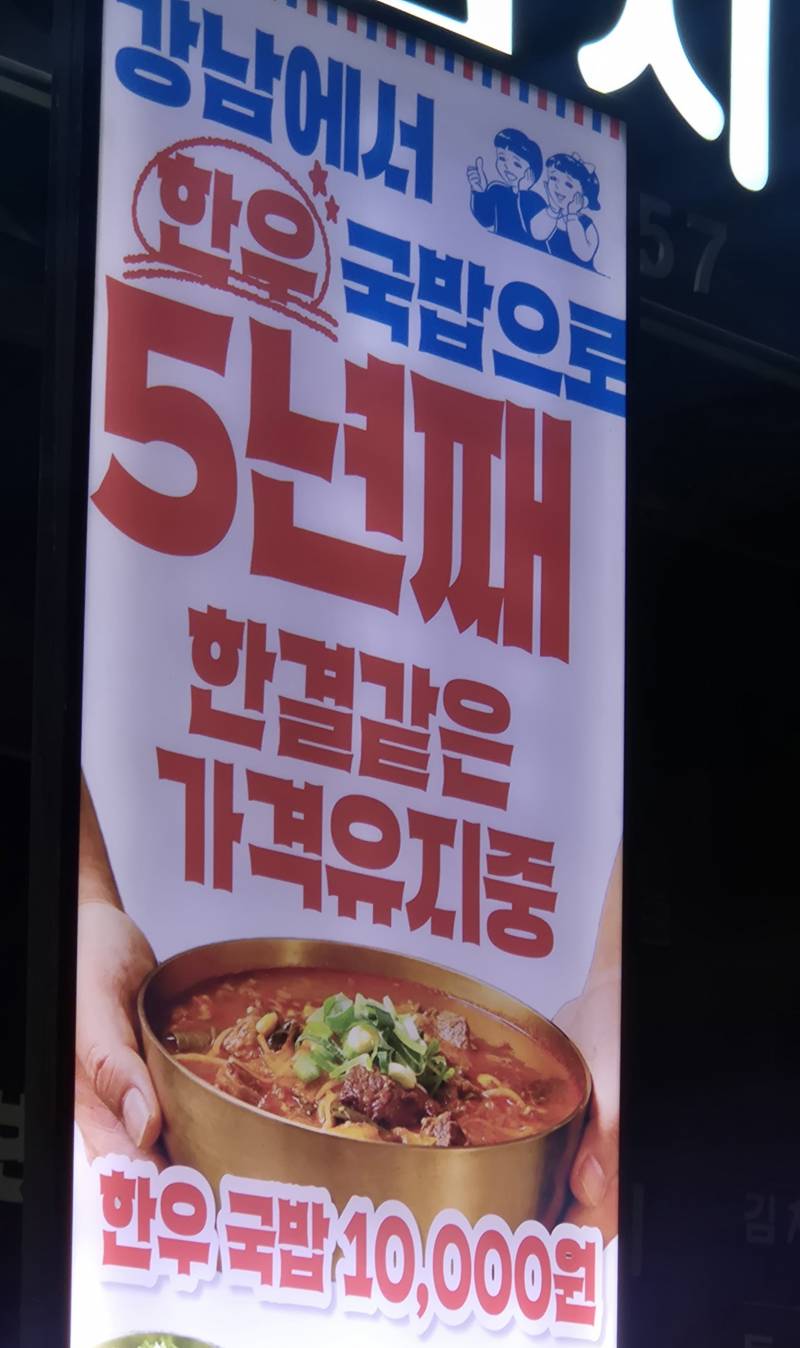 강남에서
한우 국밥으로
5년째
한결같은
가격유지중
한우 국밥 10,000원
57